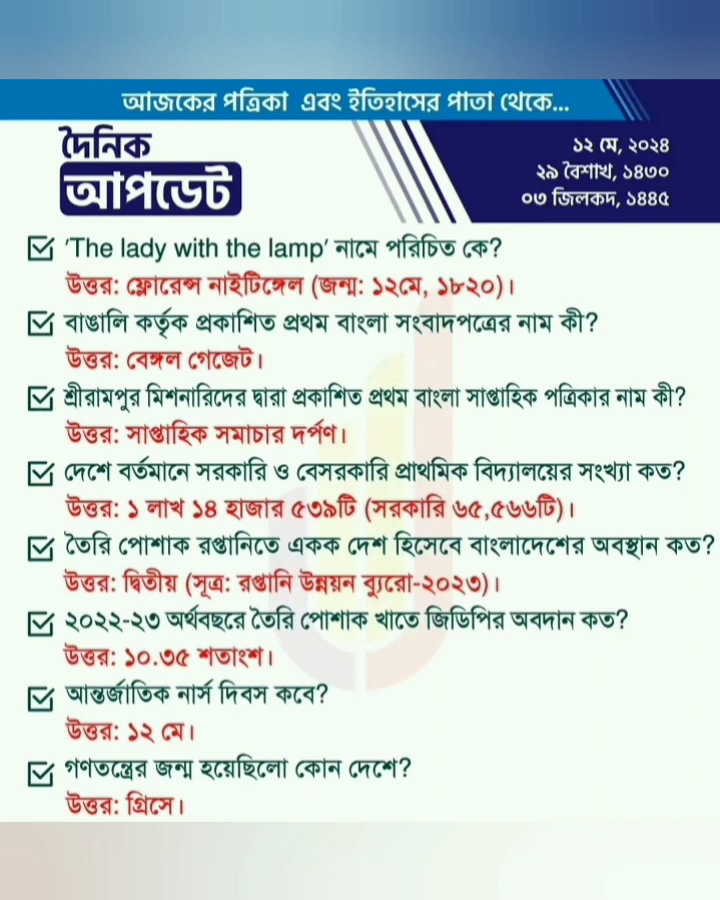 আজকের পত্রিকা এবং ইতিহাসের পাতা থেকে...
দৈনিক
আপডেট
১২ মে, ২০২৪
২৯ বৈশাখ, ১৪৩০
০৩ জিলকদ, ১৪৪৫
‘The lady with the lamp’ নামে পরিচিত কে?
উত্তর: ফ্লোরেন্স নাইটিঙ্গেল (জন্ম: ১২মে, ১৮২০)।
বাঙালি কর্তৃক প্রকাশিত প্রথম বাংলা সংবাদপত্রের নাম কী?
উত্তর: বেঙ্গল গেজেট।
শ্রীরামপুর মিশনারিদের দ্বারা প্রকাশিত প্রথম বাংলা সাপ্তাহিক পত্রিকার নাম কী?
উত্তর: সাপ্তাহিক সমাচার দর্পণ।
দেশে বর্তমানে সরকারি ও বেসরকারি প্রাথমিক বিদ্যালয়ের সংখ্যা কত?
উত্তর: ১ লাখ ১৪ হাজার ৫৩৯টি (সরকারি ৬৫,৫৬৬টি)।
তৈরি পোশাক রপ্তানিতে একক দেশ হিসেবে বাংলাদেশের অবস্থান কত?
উত্তর: দ্বিতীয় (সূত্র: রপ্তানি উন্নয়ন ব্যুরো-২০২৩)।
২০২২-২৩ অর্থবছরে তৈরি পোশাক খাতে জিডিপির অবদান কত?
উত্তর: ১০.৩৫ শতাংশ।
আন্তর্জাতিক নার্স দিবস কবে?
উত্তর: ১২ মে।
গণতন্ত্রের জন্ম হয়েছিলো কোন দেশে?
উত্তর: গ্রিসে।